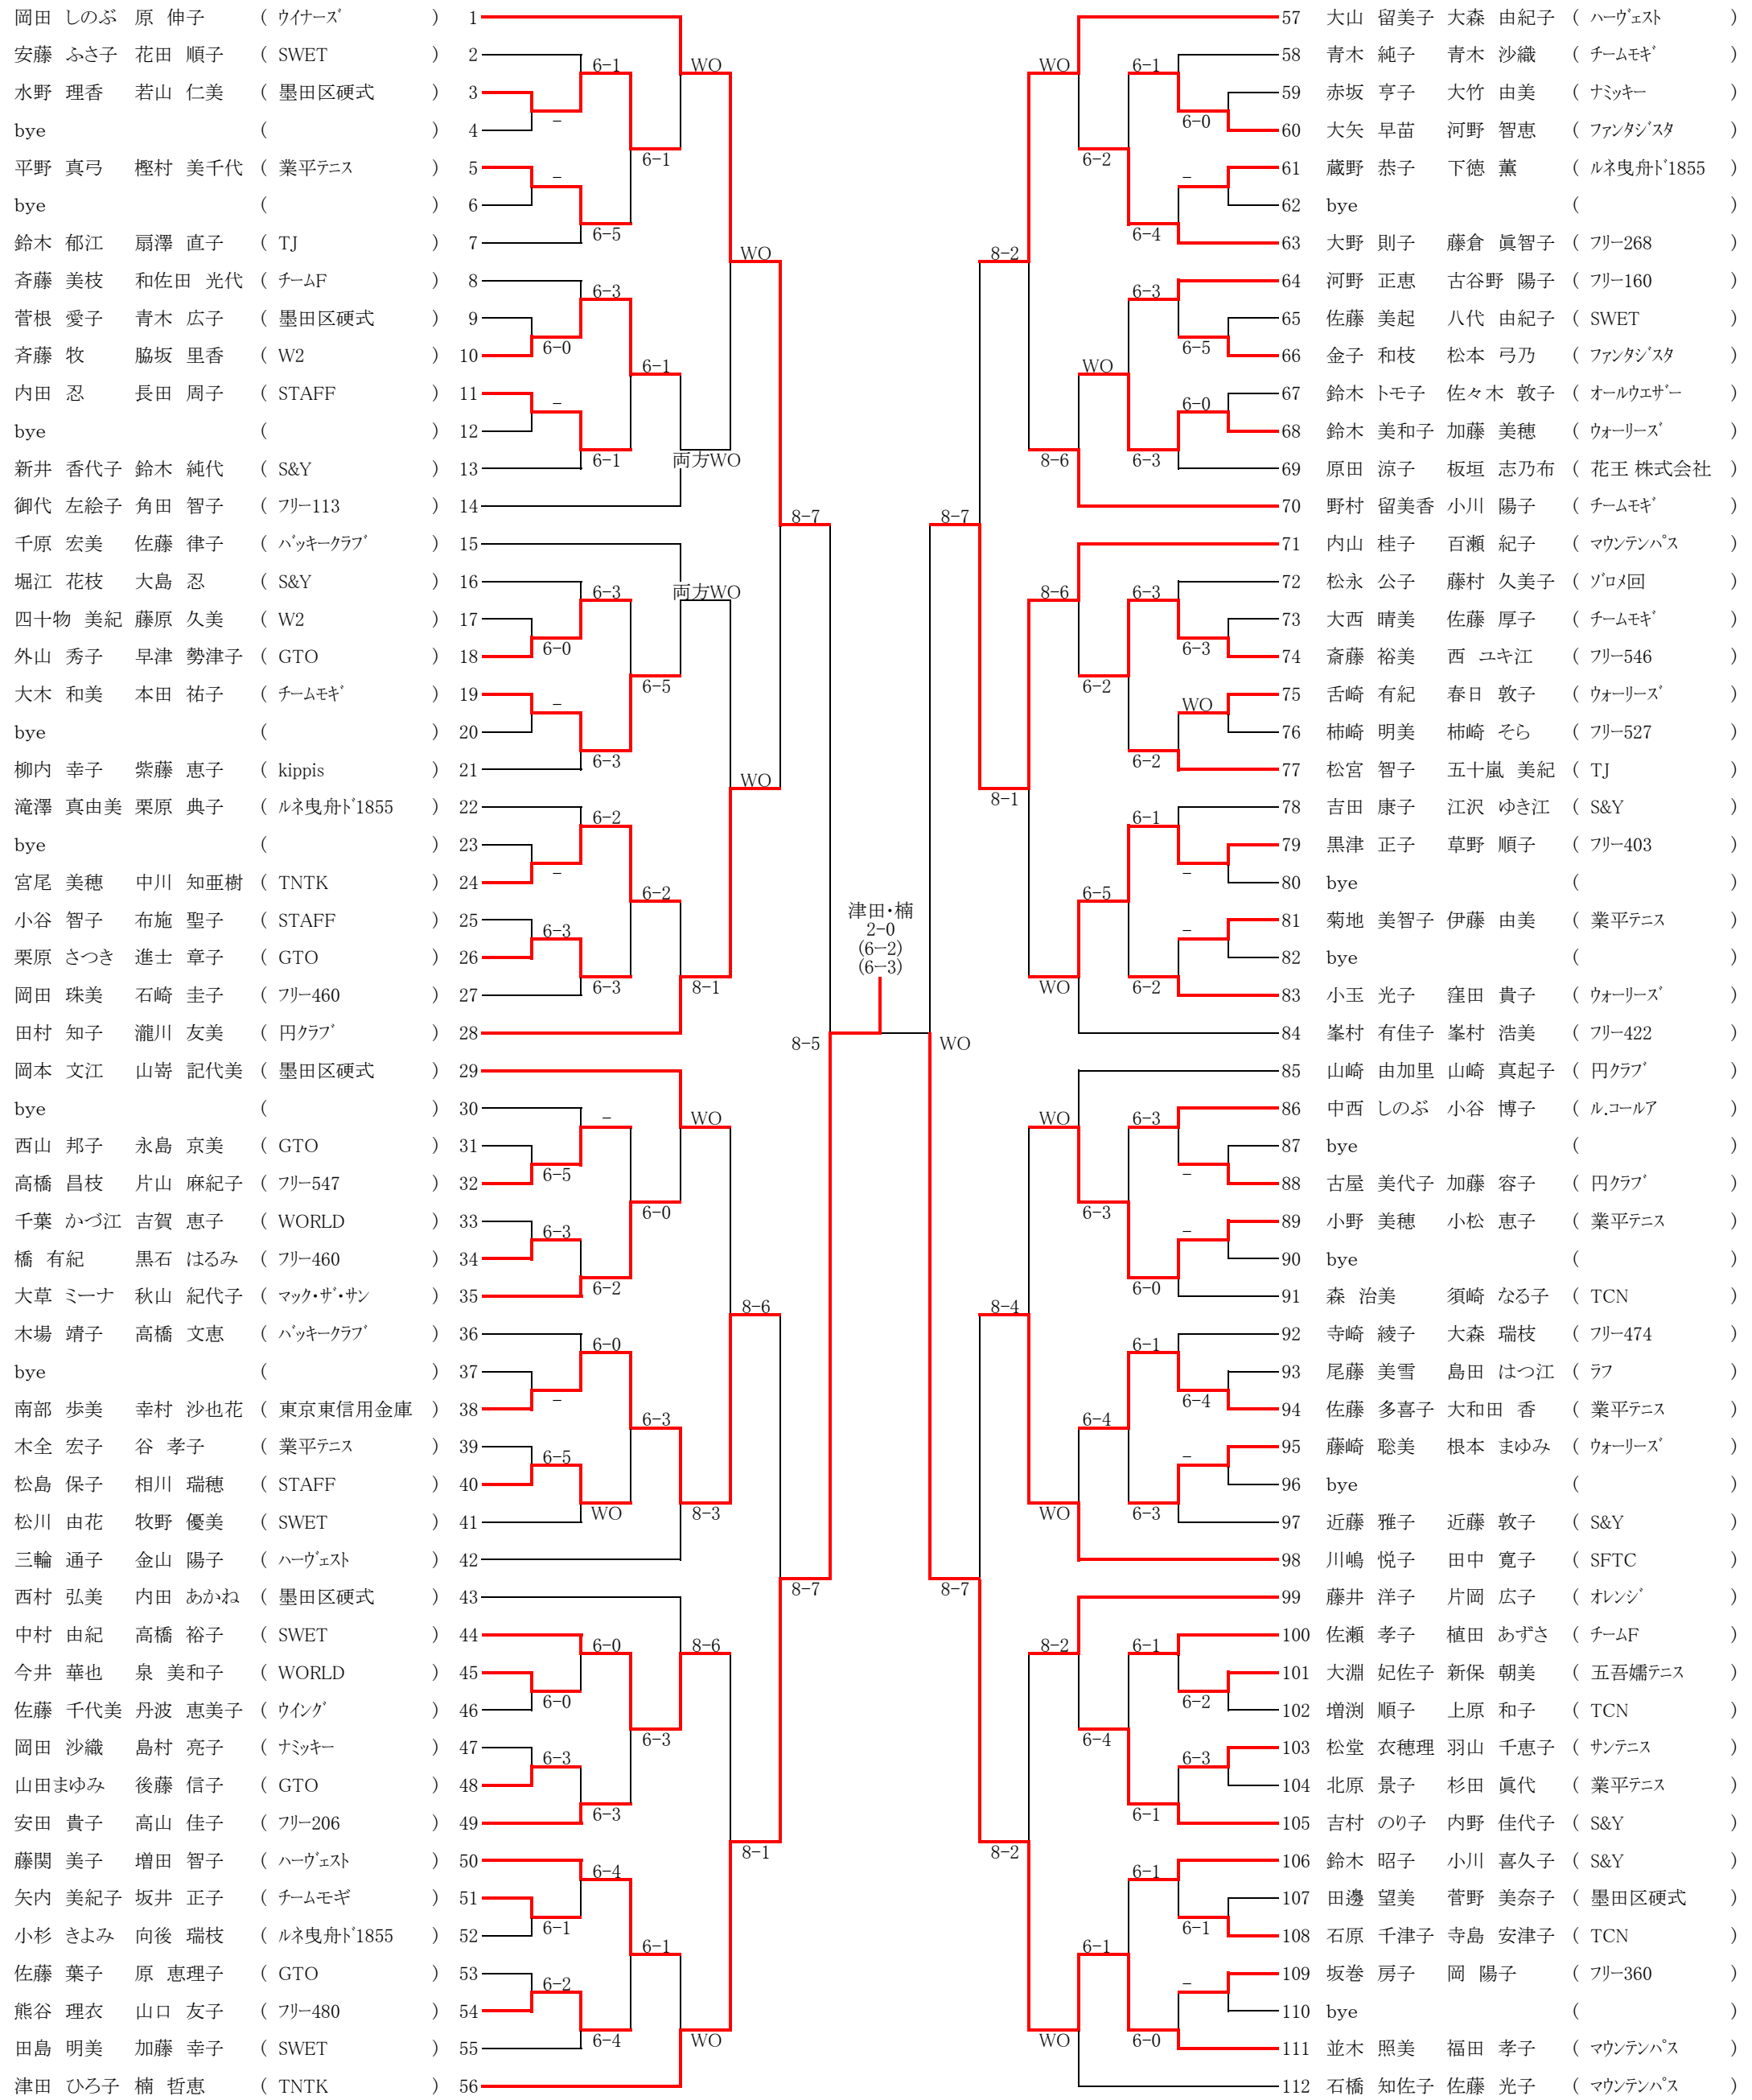 岡田 しのぶ 原 伸子 ( ウイナーズ ) 1
安藤 ふさ子 花田 順子 ( SWET ) 2
水野 理香 若山 仁美 ( 墨田区硬式 ) 3
bye ( ) 4
平野 真弓 樫村 美千代 ( 業平テニス ) 5
bye ( ) 6
鈴木 郁江 扇澤 直子 ( TJ ) 7
斉藤 美枝 和佐田 光代 ( チームF ) 8
菅根 愛子 青木 広子 ( 墨田区硬式 ) 9
斉藤 牧 脇坂 里香 ( W2 ) 10
内田 忍 長田 周子 ( STAFF ) 11
bye ( ) 12
新井 香代子 鈴木 純代 ( S&Y ) 13
御代 左絵子 角田 智子 ( フリー113 ) 14
千原 宏美 佐藤 律子 ( バッキークラブ ) 15
堀江 花枝 大島 忍 ( S&Y ) 16
四十物 美紀 藤原 久美 ( W2 ) 17
外山 秀子 早津 勢津子 ( GTO ) 18
大木 和美 本田 祐子 ( チームモギ ) 19
bye ( ) 20
柳内 幸子 紫藤 恵子 ( kippis ) 21
滝澤 真由美 栗原 典子 ( ルネ曳舟ド1855 ) 22
bye ( ) 23
宮尾 美穂 中川 知亜樹 ( TNTK ) 24
小谷 智子 布施 聖子 ( STAFF ) 25
栗原 さつき 進士 章子 ( GTO ) 26
岡田 珠美 石崎 圭子 ( フリー460 ) 27
田村 知子 瀧川 友美 ( 円クラブ ) 28
岡本 文江 山嵜 記代美 ( 墨田区硬式 ) 29
bye ( ) 30
西山 邦子 永島 京美 ( GTO ) 31
高橋 昌枝 片山 麻紀子 ( フリー547 ) 32
千葉 かづ江 吉賀 恵子 ( WORLD ) 33
橋 有紀 黒石 はるみ ( フリー460 ) 34
大草 ミーナ 秋山 紀代子 ( マック・ザ・サン ) 35
木場 靖子 高橋 文恵 ( バッキークラブ ) 36
bye ( ) 37
南部 歩美 幸村 沙也花 ( 東京東信用金庫 ) 38
木全 宏子 谷 孝子 ( 業平テニス ) 39
松島 保子 相川 瑞穂 ( STAFF ) 40
松川 由花 牧野 優美 ( SWET ) 41
三輪 通子 金山 陽子 ( ハーヴェスト ) 42
西村 弘美 内田 あかね ( 墨田区硬式 ) 43
中村 由紀 高橋 裕子 ( SWET ) 44
今井 華也 泉 美和子 ( WORLD ) 45
佐藤 千代美 丹波 恵美子 ( ウイング ) 46
岡田 沙織 島村 亮子 ( ナミッキー ) 47
山田まゆみ 後藤 信子 ( GTO ) 48
安田 貴子 高山 佳子 ( フリー206 ) 49
藤関 美子 増田 智子 ( ハーヴェスト ) 50
矢内 美紀子 坂井 正子 ( チームモギ ) 51
小杉 きよみ 向後 瑞枝 ( ルネ曳舟ド1855 ) 52
佐藤 葉子 原 恵理子 ( GTO ) 53
熊谷 理衣 山口 友子 ( フリー480 ) 54
田島 明美 加藤 幸子 ( SWET ) 55
津田 ひろ子 楠 哲恵 ( TNTK ) 56
6-1 WO
-
6-1
-
6-5
WO
6-3
6-0
6-1
-
6-1 両方WO
8-7
6-3 両方WO
6-0
6-5
-
6-3
WO
6-2
-
6-2
6-3
6-3 8-1
8-5
- WO
6-5
6-0
6-3
6-2
8-6
6-0
-
6-3
6-5
WO 8-3
8-7
6-0 8-6
6-0
6-3
6-3
6-3
8-1
6-4
6-1
6-1
6-2
6-4 WO
津田・楠
2-0
(6-2)
(6-3)
WO 6-1
6-0
6-2
-
6-4
8-2
6-3
6-5
WO
6-0
8-6 6-3
8-7
8-6 6-3
6-3
6-2
WO
6-2
8-1
6-1
-
6-5
-
WO 6-2
WO
WO 6-3
-
6-3
-
6-0
8-4
6-1
6-4
6-4
-
WO 6-3
8-7
8-2 6-1
6-2
6-4
6-3
6-1
8-2
6-1
6-1
6-1
-
WO 6-0
57 大山 留美子 大森 由紀子 ( ハーヴェスト )
58 青木 純子 青木 沙織 ( チームモギ )
59 赤坂 亨子 大竹 由美 ( ナミッキー )
60 大矢 早苗 河野 智恵 ( ファンタジスタ )
61 蔵野 恭子 下徳 薫 ( ルネ曳舟ド1855 )
62 bye ( )
63 大野 則子 藤倉 眞智子 ( フリー268 )
64 河野 正恵 古谷野 陽子 ( フリー160 )
65 佐藤 美起 八代 由紀子 ( SWET )
66 金子 和枝 松本 弓乃 ( ファンタジスタ )
67 鈴木 トモ子 佐々木 敦子 ( オールウエザー )
68 鈴木 美和子 加藤 美穂 ( ウォーリーズ )
69 原田 涼子 板垣 志乃布 ( 花王 株式会社 )
70 野村 留美香 小川 陽子 ( チームモギ )
71 内山 桂子 百瀬 紀子 ( マウンテンパス )
72 松永 公子 藤村 久美子 ( ゾロメ回 )
73 大西 晴美 佐藤 厚子 ( チームモギ )
74 斎藤 裕美 西 ユキ江 ( フリー546 )
75 舌崎 有紀 春日 敦子 ( ウォーリーズ )
76 柿崎 明美 柿崎 そら ( フリー527 )
77 松宮 智子 五十嵐 美紀 ( TJ )
78 吉田 康子 江沢 ゆき江 ( S&Y )
79 黒津 正子 草野 順子 ( フリー403 )
80 bye ( )
81 菊地 美智子 伊藤 由美 ( 業平テニス )
82 bye ( )
83 小玉 光子 窪田 貴子 ( ウォーリーズ )
84 峯村 有佳子 峯村 浩美 ( フリー422 )
85 山崎 由加里 山崎 真起子 ( 円クラブ )
86 中西 しのぶ 小谷 博子 ( ル.コールア )
87 bye ( )
88 古屋 美代子 加藤 容子 ( 円クラブ )
89 小野 美穂 小松 恵子 ( 業平テニス )
90 bye ( )
91 森 治美 須崎 なる子 ( TCN )
92 寺崎 綾子 大森 瑞枝 ( フリー474 )
93 尾藤 美雪 島田 はつ江 ( ラフ )
94 佐藤 多喜子 大和田 香 ( 業平テニス )
95 藤崎 聡美 根本 まゆみ ( ウォーリーズ )
96 bye ( )
97 近藤 雅子 近藤 敦子 ( S&Y )
98 川嶋 悦子 田中 寛子 ( SFTC )
99 藤井 洋子 片岡 広子 ( オレンジ )
100 佐瀬 孝子 植田 あずさ ( チームF )
101 大淵 妃佐子 新保 朝美 ( 五吾嬬テニス )
102 増渕 順子 上原 和子 ( TCN )
103 松堂 衣穂理 羽山 千恵子 ( サンテニス )
104 北原 景子 杉田 眞代 ( 業平テニス )
105 吉村 のり子 内野 佳代子 ( S&Y )
106 鈴木 昭子 小川 喜久子 ( S&Y )
107 田邊 望美 菅野 美奈子 ( 墨田区硬式 )
108 石原 千津子 寺島 安津子 ( TCN )
109 坂巻 房子 岡 陽子 ( フリー360 )
110 bye ( )
111 並木 照美 福田 孝子 ( マウンテンパス )
112 石橋 知佐子 佐藤 光子 ( マウンテンパス )